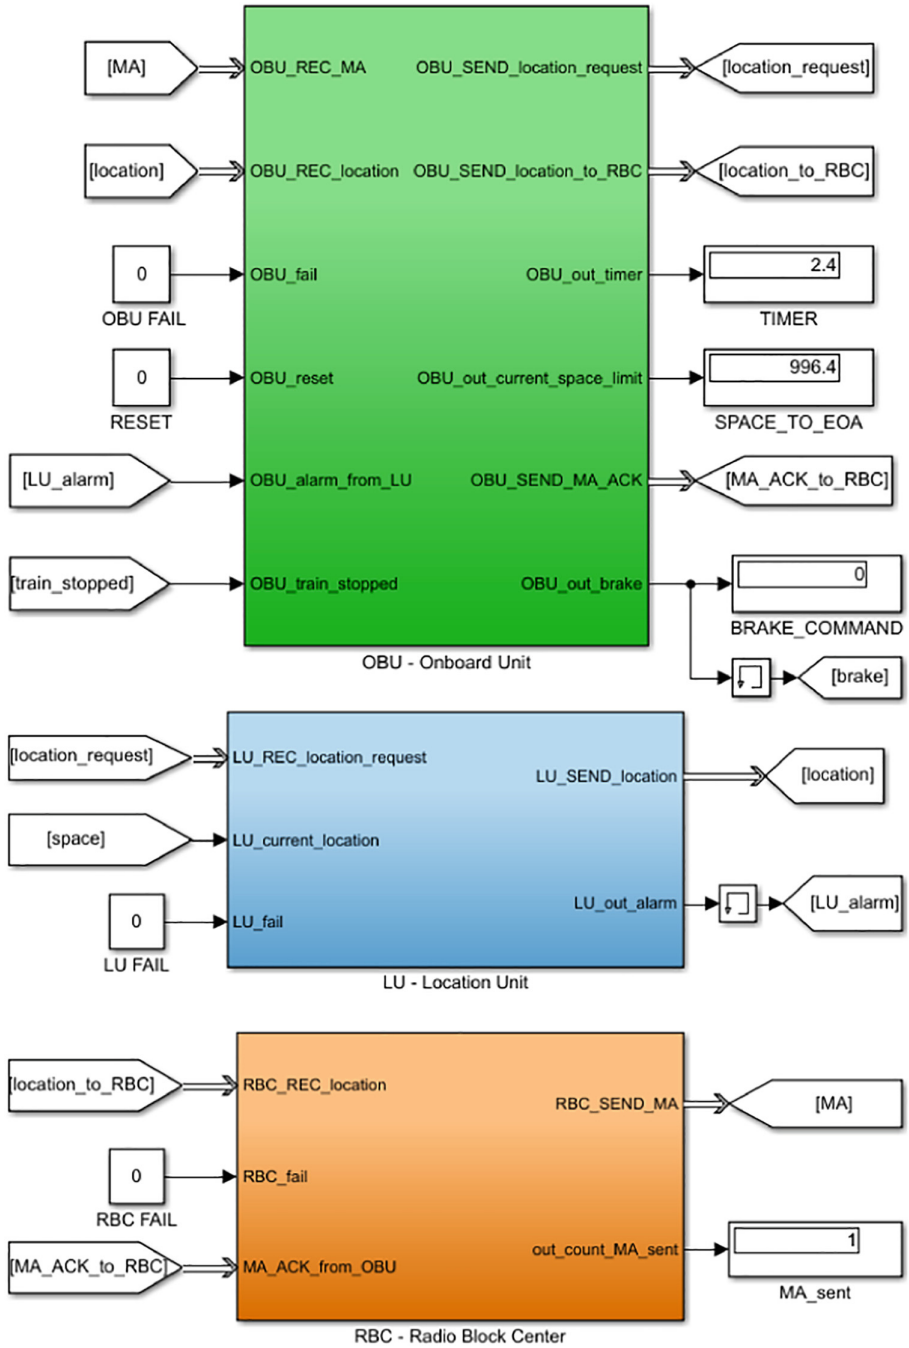 [MA]
OBU_REC_MA
OBU_SEND_location_request
[location_request]
[location]
OBU_REC_location
OBU_SEND_location_to_RBC
[location_to_RBC]
0
OBU_fail
OBU_out_timer
2.4
OBU FAIL
TIMER
0
OBU_reset
OBU_out_current_space_limit
996.4
RESET
SPACE_TO_EOA
[LU_alarm]
OBU_alarm_from_LU
OBU_SEND_MA_ACK
[MA_ACK_to_RBC]
[train_stopped]
OBU_train_stopped
OBU_out_brake
0
BRAKE_COMMAND
OBU - Onboard Unit
[brake]
[location_request]
LU_REC_location_request
LU_SEND_location
[location]
[space]
LU_current_location
0
LU_fail
LU_out_alarm
[LU_alarm]
LU FAIL
LU - Location Unit
[location_to_RBC]
RBC_REC_location
RBC_SEND_MA
[MA]
0
RBC_fail
RBC FAIL
[MA_ACK_to_RBC]
MA_ACK_from_OBU
out_count_MA_sent
1
MA_sent
RBC - Radio Block Center